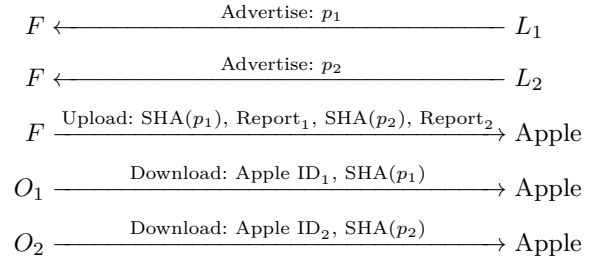 Advertise: p₁
F L₁
Advertise: p₂
F L₂
Upload: SHA(p₁), Report₁, SHA(p₂), Report₂
F Apple
Download: Apple ID₁, SHA(p₁)
O₁ Apple
Download: Apple ID₂, SHA(p₂)
O₂ Apple